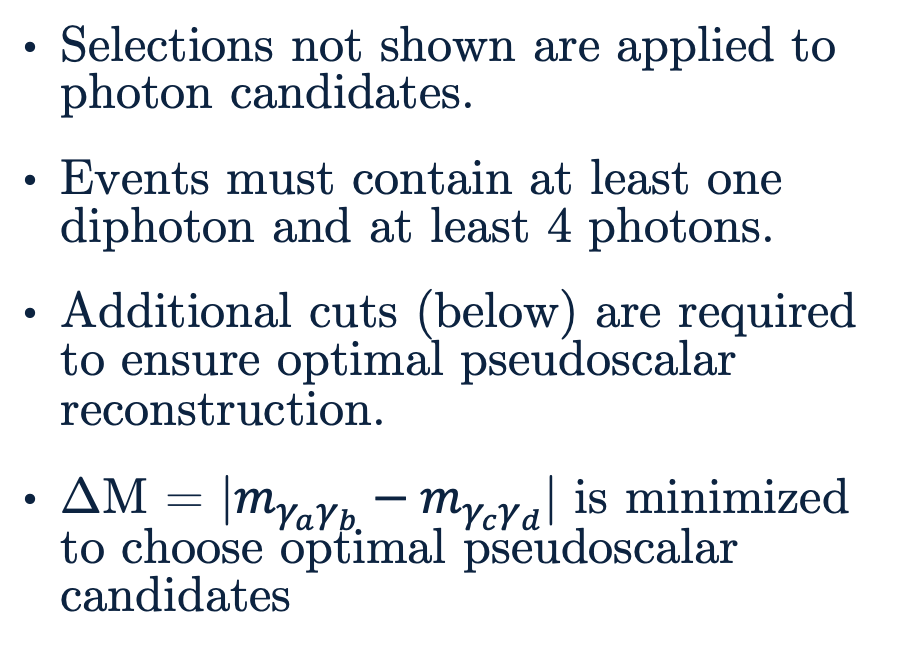 • Selections not shown are applied to
photon candidates.
• Events must contain at least one
diphoton and at least 4 photons.
• Additional cuts (below) are required
to ensure optimal pseudoscalar
reconstruction.
• ΔM = |m_{γ_aγ_b} − m_{γ_cγ_d}| is minimized
to choose optimal pseudoscalar
candidates